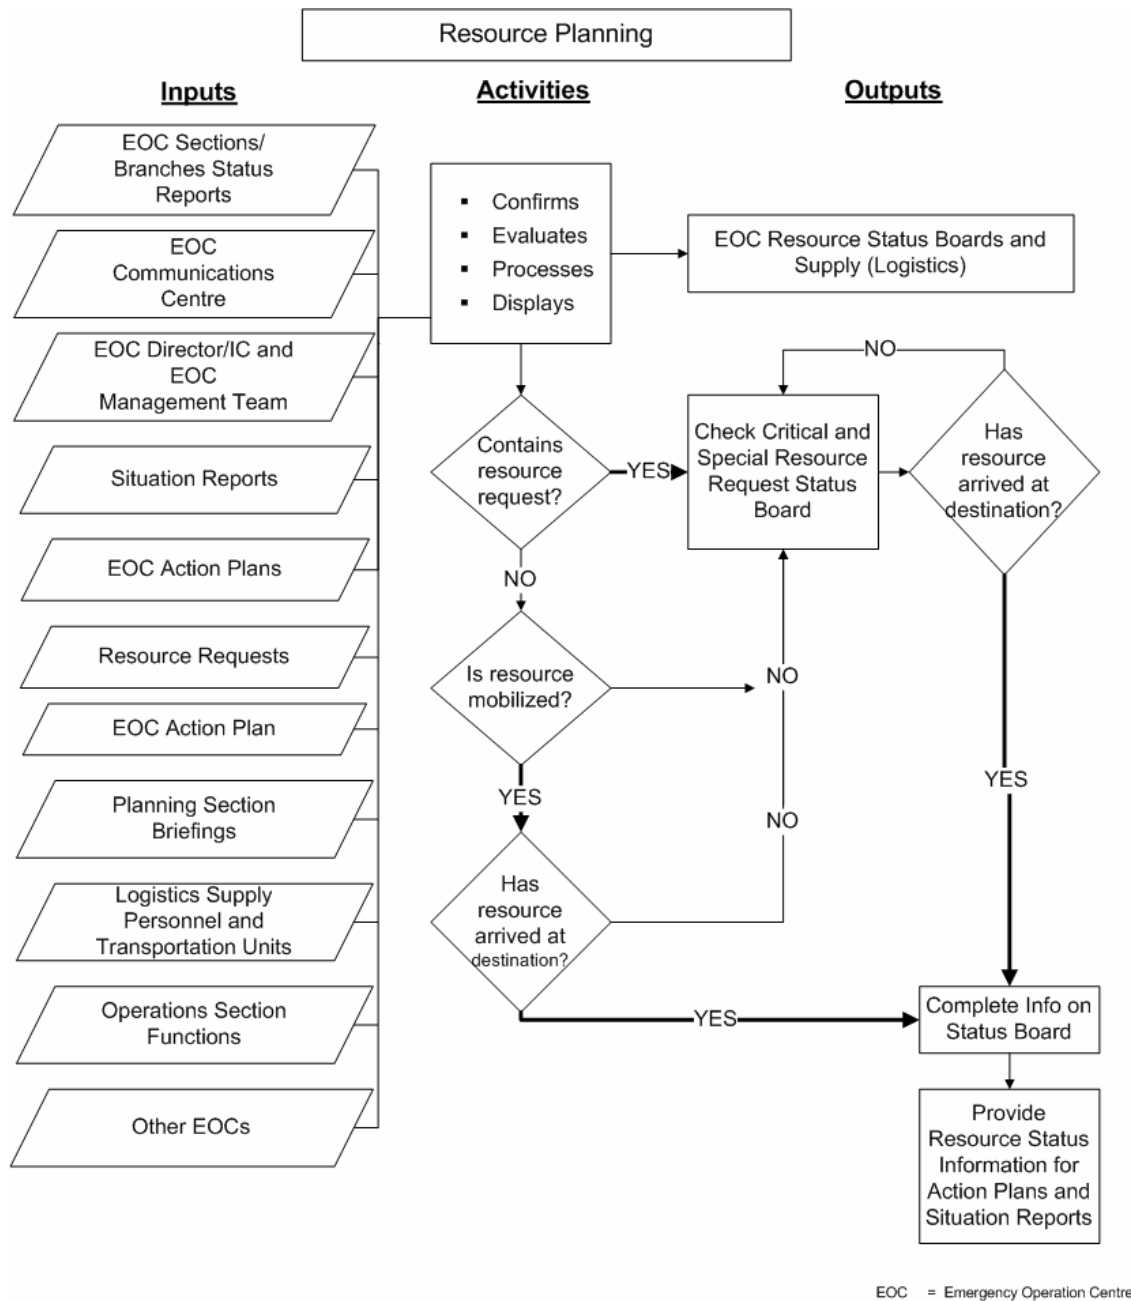 Resource Planning
Inputs
Activities
Outputs
EOC Sections/
Branches Status
Reports
EOC
Communications
Centre
EOC Director/IC and
EOC
Management Team
Situation Reports
EOC Action Plans
Resource Requests
EOC Action Plan
Planning Section
Briefings
Logistics Supply
Personnel and
Transportation Units
Operations Section
Functions
Other EOCs
▪ Confirms
▪ Evaluates
▪ Processes
▪ Displays
Contains
resource
request?
YES
NO
Is resource
mobilized?
NO
YES
Has
resource
arrived at
destination?
NO
YES
EOC Resource Status Boards and
Supply (Logistics)
NO
Check Critical and
Special Resource
Request Status
Board
Has
resource
arrived at
destination?
YES
Complete Info on
Status Board
Provide
Resource Status
Information for
Action Plans and
Situation Reports
EOC = Emergency Operation Centre